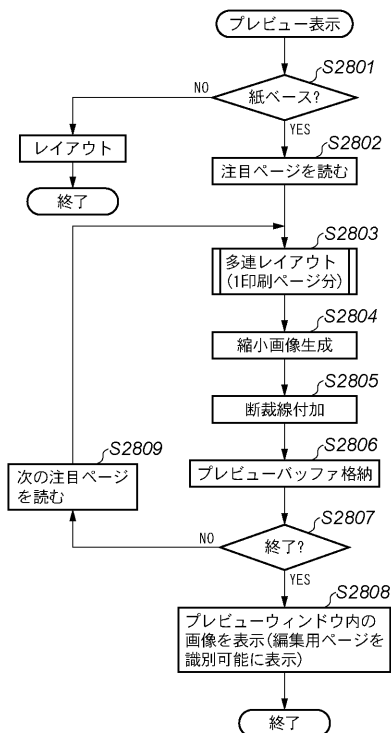 プレビュー表示
S2801
紙ベース?
NO
YES
レイアウト
終了
S2802
注目ページを読む
S2803
多連レイアウト
(1印刷ページ分)
S2804
縮小画像生成
S2805
断裁線付加
S2806
プレビューバッファ格納
S2809
次の注目ページ
を読む
S2807
終了?
NO
YES
S2808
プレビューウィンドウ内の
画像を表示(編集用ページを
識別可能に表示)
終了